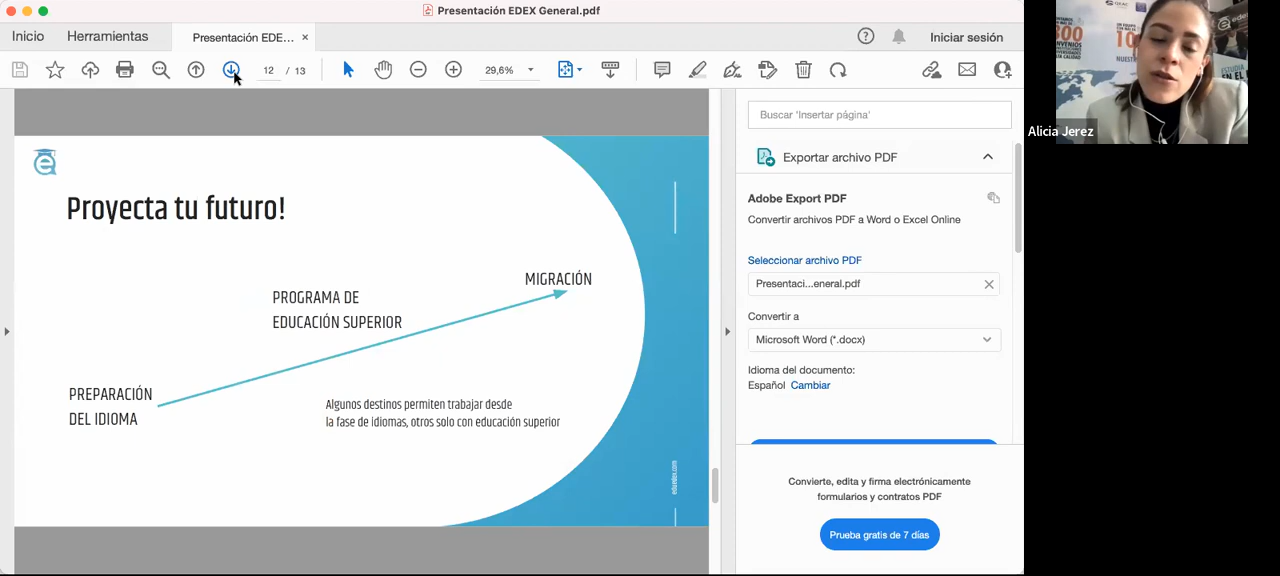 Presentación EDEX General.pdf
Inicio
Herramientas
Presentación EDE... ×
Iniciar sesión
12 / 13
29,6%
Proyecta tu futuro!
MIGRACIÓN
PROGRAMA DE
EDUCACIÓN SUPERIOR
PREPARACIÓN
DEL IDIOMA
Algunos destinos permiten trabajar desde
la fase de idiomas, otros solo con educación superior
eduedex.com
Buscar 'Insertar página'
Exportar archivo PDF
Adobe Export PDF
Convertir archivos PDF a Word o Excel Online
Seleccionar archivo PDF
Presentaci...eneral.pdf
Convertir a
Microsoft Word (*.docx)
Idioma del documento:
Español Cambiar
Convierte, edita y firma electrónicamente
formularios y contratos PDF
Prueba gratis de 7 días
300
CONVENIOS
Alicia Jerez